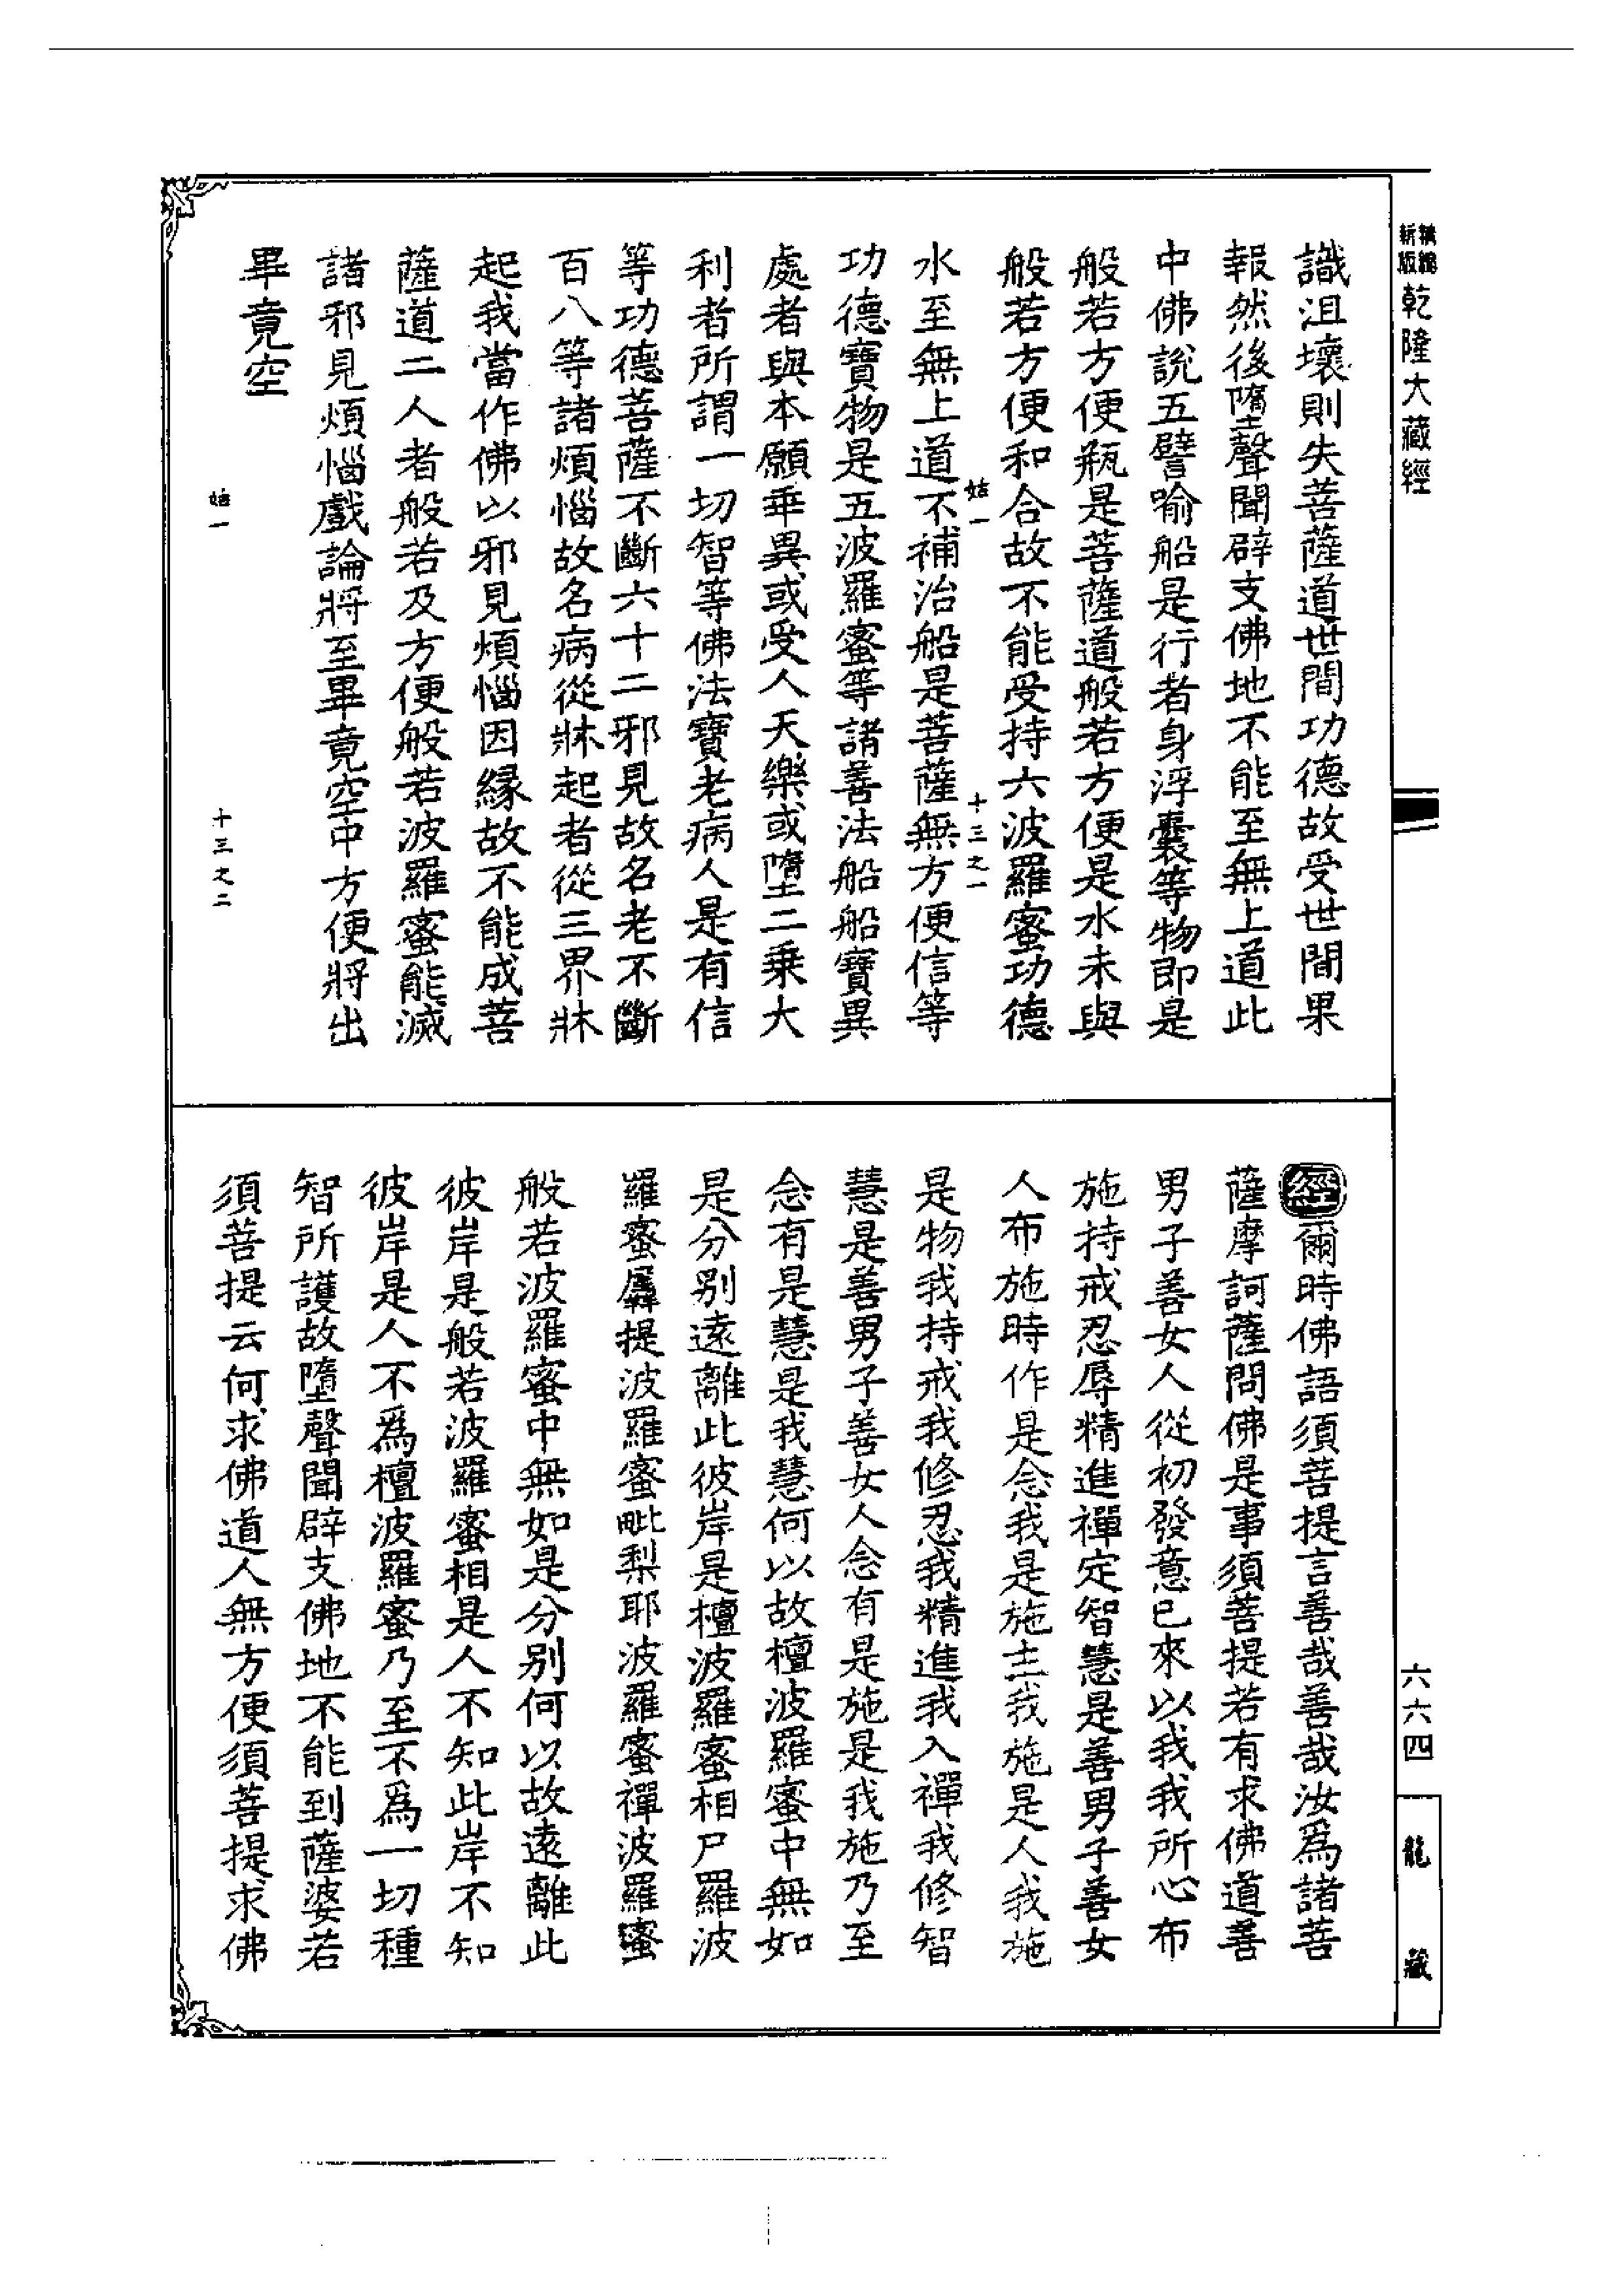 新編
新版
乾隆大藏經
識沮壞則失菩薩道世間功德故受世間果
報然後墮聲聞辟支佛地不能至無上道此
中佛說五譬喻船是行者身浮囊等物即是
般若方便瓶是菩薩道般若方便是水未與
般若方便和合故不能受持六波羅蜜功德
姑一
十三之一
水至無上道不補治船是菩薩無方便信等
功德寶物是五波羅蜜等諸善法船船寶異
處者與本願乖異或受人天樂或墮二乘大
利者所謂一切智等佛法寶老病人是有信
等功德菩薩不斷六十二邪見故名老不斷
百八等諸煩惱故名病從牀起者從三界牀
起我當作佛以邪見煩惱因緣故不能成菩
薩道二人者般若及方便般若波羅蜜能滅
諸邪見煩惱戲論將至畢竟空中方便將出
畢竟空
姑一
十三之二
經爾時佛語須菩提言善哉善哉汝為諸菩
薩摩訶薩問佛是事須菩提若有求佛道善
男子善女人從初發意已來以我我所心布
施持戒忍辱精進禪定智慧是善男子善女
人布施時作是念我是施主我施是人我施
是物我持戒我修忍我精進我入禪我修智
慧是善男子善女人念有是施是我施乃至
念有是慧是我慧何以故檀波羅蜜中無如
是分別遠離此彼岸是檀波羅蜜相尸羅波
羅蜜羼提波羅蜜毗梨耶波羅蜜禪波羅蜜
般若波羅蜜中無如是分別何以故遠離此
彼岸是般若波羅蜜相是人不知此岸不知
彼岸是人不為檀波羅蜜乃至不為一切種
智所護故墮聲聞辟支佛地不能到薩婆若
須菩提云何求佛道人無方便須菩提求佛
六六四
龍藏